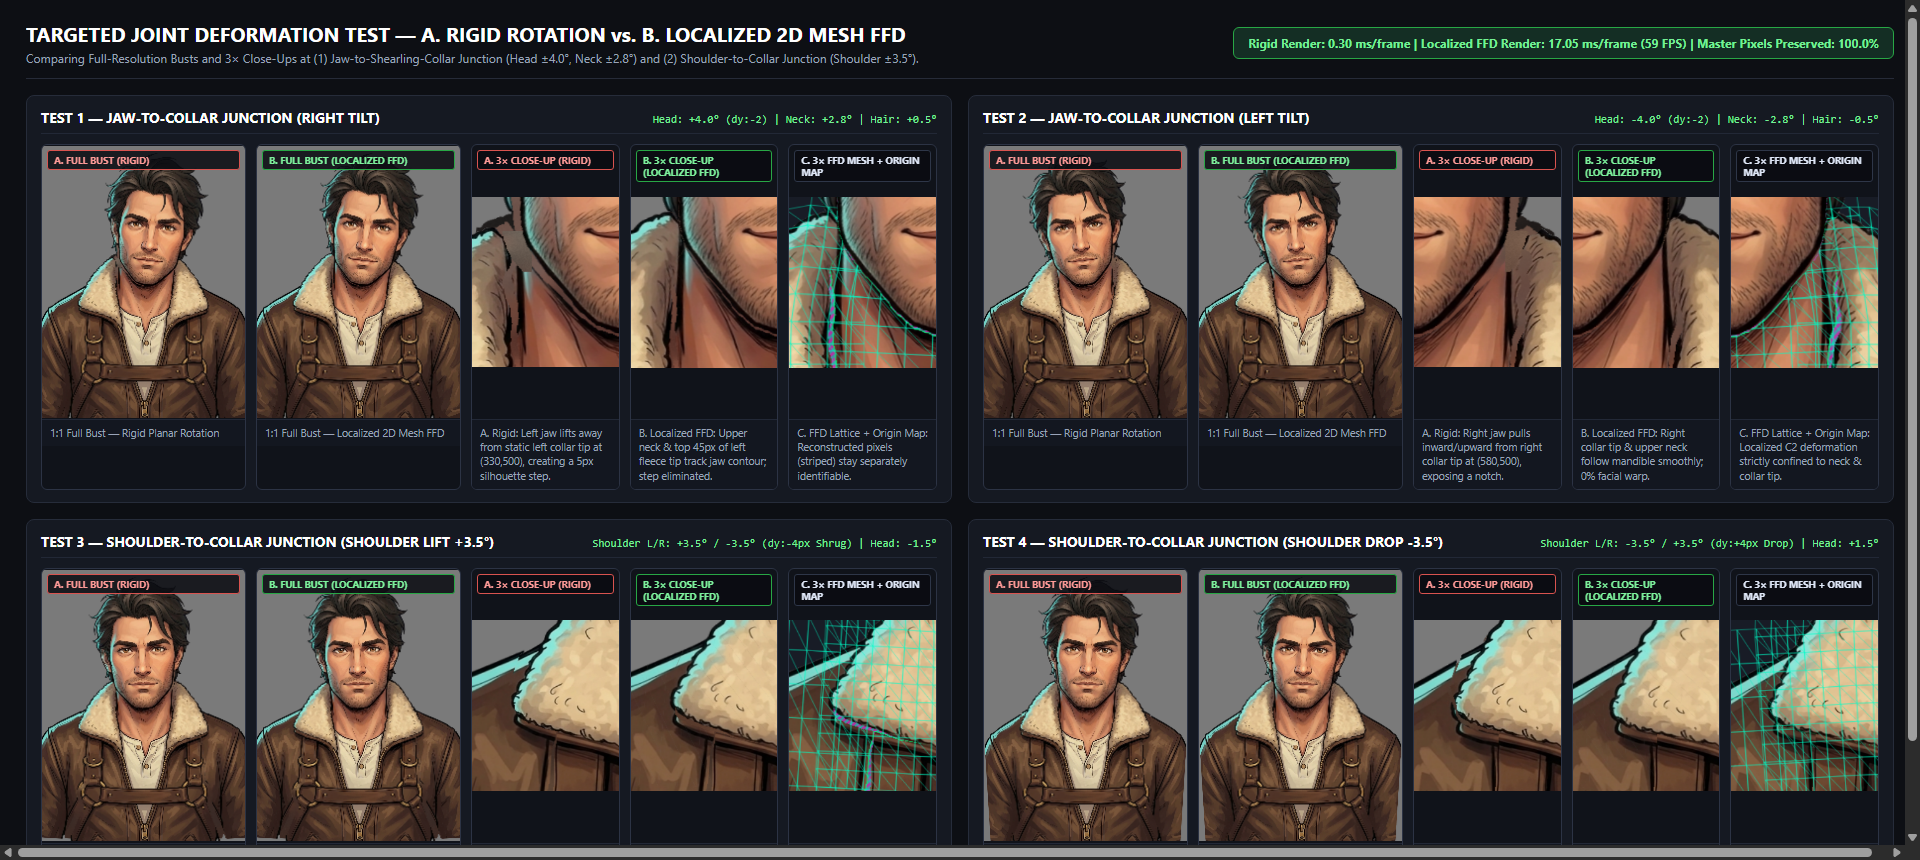 TARGETED JOINT DEFORMATION TEST — A. RIGID ROTATION vs. B. LOCALIZED 2D MESH FFD
Comparing Full-Resolution Busts and 3× Close-Ups at (1) Jaw-to-Shearling-Collar Junction (Head ±4.0°, Neck ±2.8°) and (2) Shoulder-to-Collar Junction (Shoulder ±3.5°).
Rigid Render: 0.30 ms/frame | Localized FFD Render: 17.05 ms/frame (59 FPS) | Master Pixels Preserved: 100.0%
TEST 1 — JAW-TO-COLLAR JUNCTION (RIGHT TILT)
Head: +4.0° (dy:-2) | Neck: +2.8° | Hair: +0.5°
A. FULL BUST (RIGID)
B. FULL BUST (LOCALIZED FFD)
A. 3× CLOSE-UP (RIGID)
B. 3× CLOSE-UP
(LOCALIZED FFD)
C. 3× FFD MESH + ORIGIN
MAP
1:1 Full Bust — Rigid Planar Rotation
1:1 Full Bust — Localized 2D Mesh FFD
A. Rigid: Left jaw lifts away
from static left collar tip at
(330,500), creating a 5px
silhouette step.
B. Localized FFD: Upper
neck & top 45px of left
fleece tip track jaw contour;
step eliminated.
C. FFD Lattice + Origin Map:
Reconstructed pixels
(striped) stay separately
identifiable.
TEST 2 — JAW-TO-COLLAR JUNCTION (LEFT TILT)
Head: -4.0° (dy:-2) | Neck: -2.8° | Hair: -0.5°
A. FULL BUST (RIGID)
B. FULL BUST (LOCALIZED FFD)
A. 3× CLOSE-UP (RIGID)
B. 3× CLOSE-UP
(LOCALIZED FFD)
C. 3× FFD MESH + ORIGIN
MAP
1:1 Full Bust — Rigid Planar Rotation
1:1 Full Bust — Localized 2D Mesh FFD
A. Rigid: Right jaw pulls
inward/upward from right
collar tip at (580,500),
exposing a notch.
B. Localized FFD: Right
collar tip & upper neck
follow mandible smoothly;
0% facial warp.
C. FFD Lattice + Origin Map:
Localized C2 deformation
strictly confined to neck &
collar tip.
TEST 3 — SHOULDER-TO-COLLAR JUNCTION (SHOULDER LIFT +3.5°)
Shoulder L/R: +3.5° / -3.5° (dy:-4px Shrug) | Head: -1.5°
A. FULL BUST (RIGID)
B. FULL BUST (LOCALIZED FFD)
A. 3× CLOSE-UP (RIGID)
B. 3× CLOSE-UP
(LOCALIZED FFD)
C. 3× FFD MESH + ORIGIN
MAP
TEST 4 — SHOULDER-TO-COLLAR JUNCTION (SHOULDER DROP -3.5°)
Shoulder L/R: -3.5° / +3.5° (dy:+4px Drop) | Head: +1.5°
A. FULL BUST (RIGID)
B. FULL BUST (LOCALIZED FFD)
A. 3× CLOSE-UP (RIGID)
B. 3× CLOSE-UP
(LOCALIZED FFD)
C. 3× FFD MESH + ORIGIN
MAP